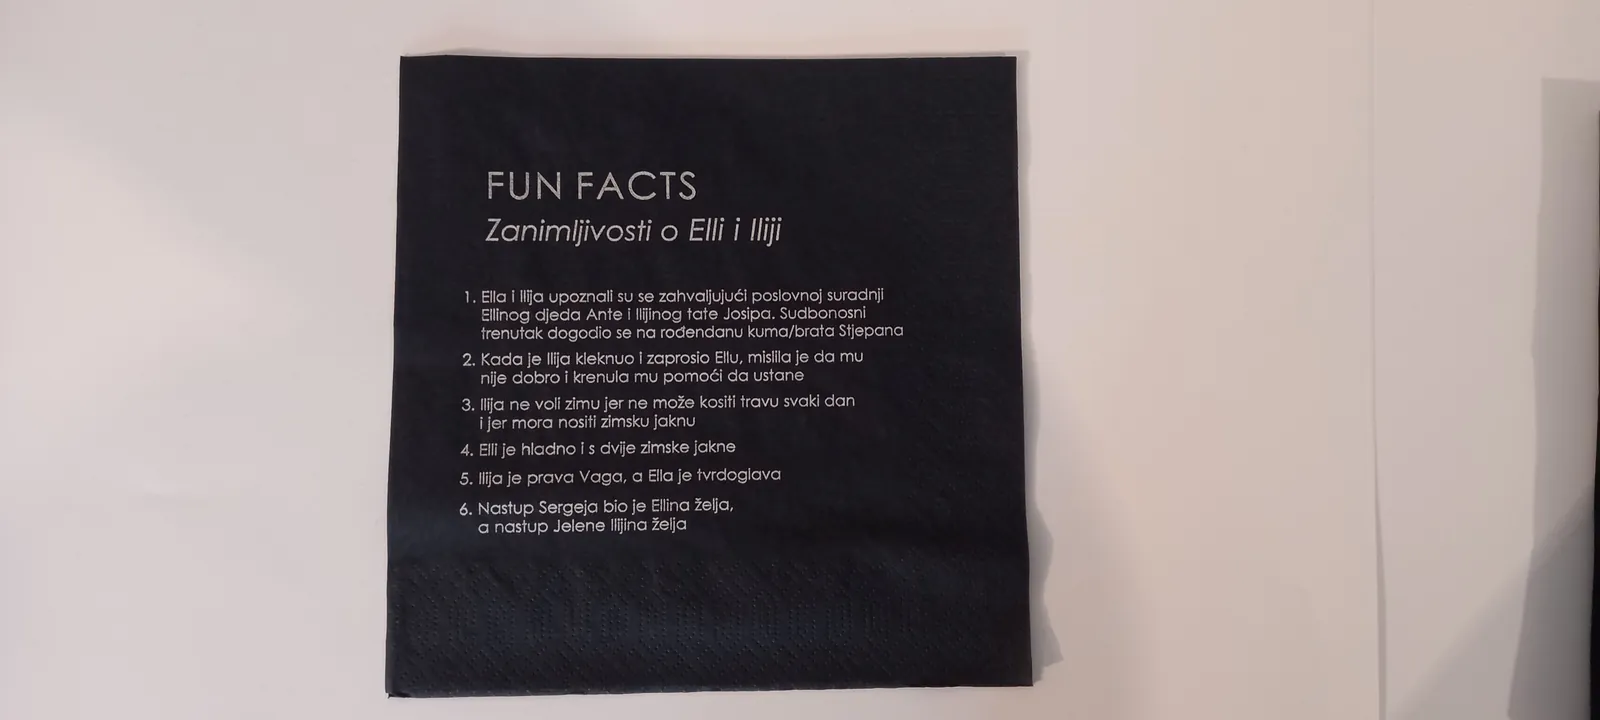 FUN FACTS
Zanimljivosti o Elli i Iliji
1. Ella i Ilija upoznali su se zahvaljujući poslovnoj suradnji
Ellinog djeda Ante i Ilijinog tate Josipa. Sudbonosni
trenutak dogodio se na rođendanu kuma/brata Stjepana
2. Kada je Ilija kleknuo i zaprosio Ellu, mislila je da mu
nije dobro i krenula mu pomoći da ustane
3. Ilija ne voli zimu jer ne može kositi travu svaki dan
i jer mora nositi zimsku jaknu
4. Elli je hladno i s dvije zimske jakne
5. Ilija je prava Vaga, a Ella je tvrdoglava
6. Nastup Sergeja bio je Ellina želja,
a nastup Jelene Ilijina želja